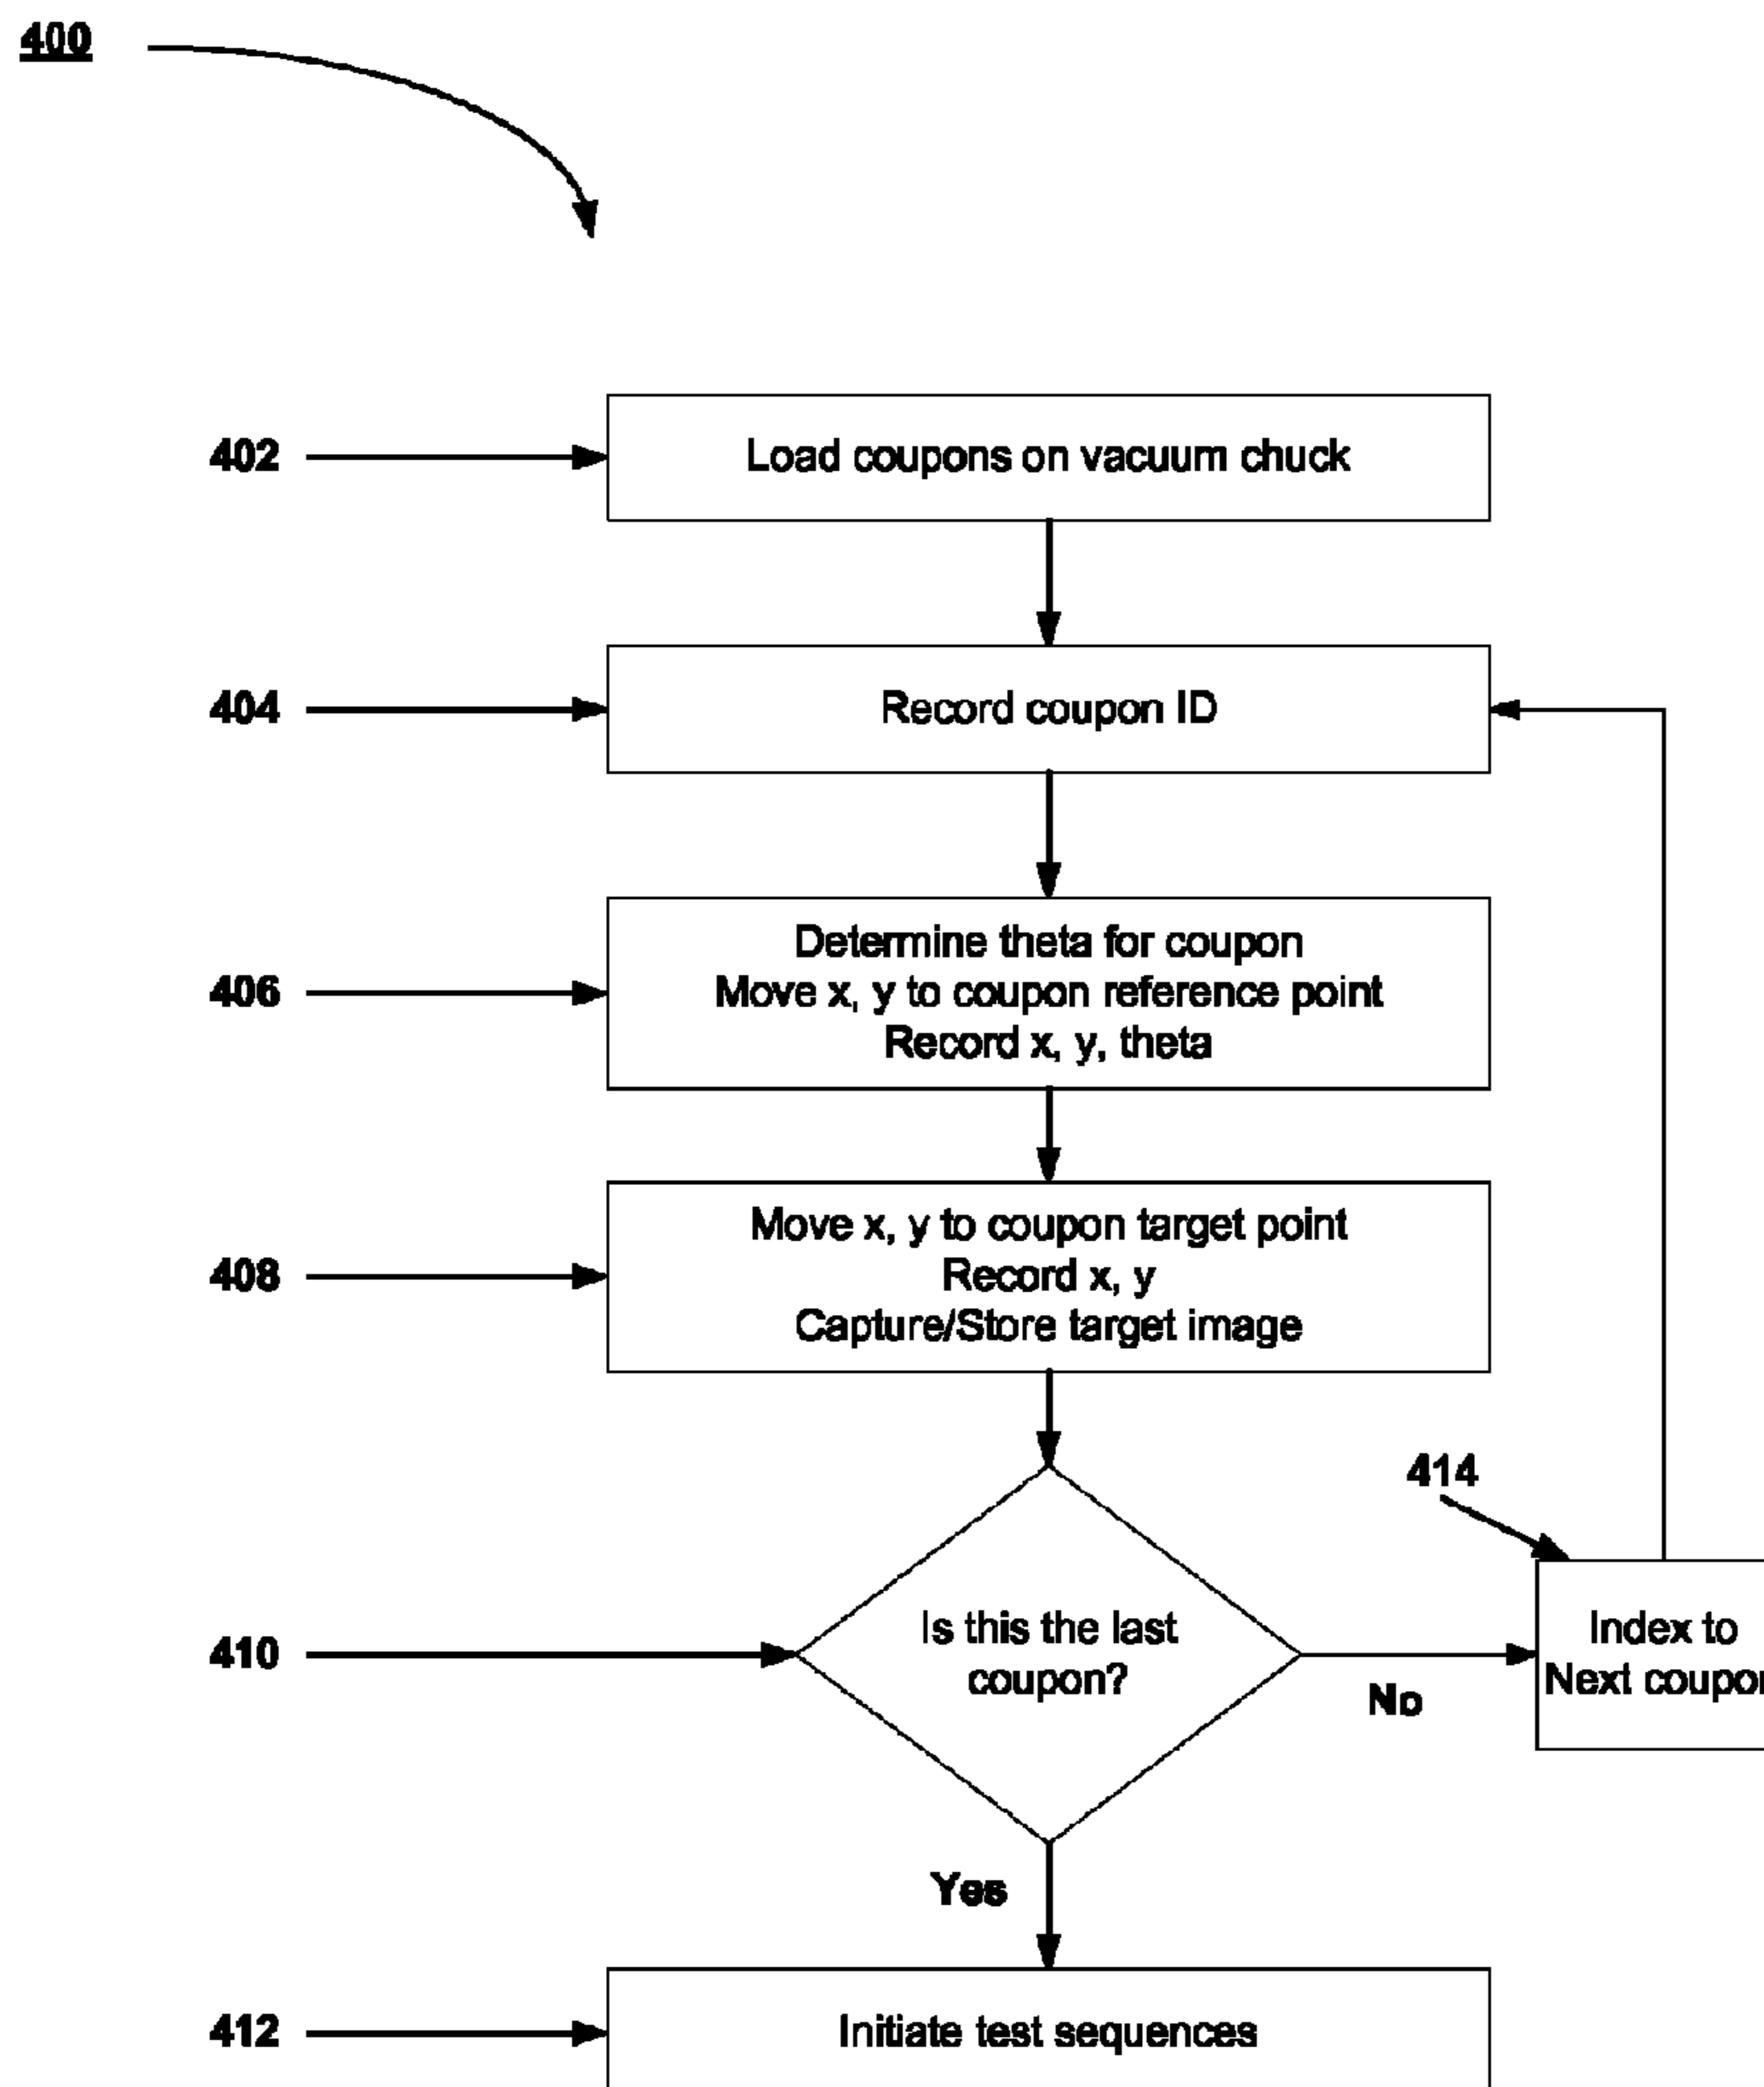 400
402
Load coupons on vacuum chuck
404
Record coupon ID
406
Determine theta for coupon
Move x, y to coupon reference point
Record x, y, theta
408
Move x, y to coupon target point
Record x, y
Capture/Store target image
414
410
Is this the last
coupon?
No
Index to
Next coupon
Yes
412
Initiate test sequences